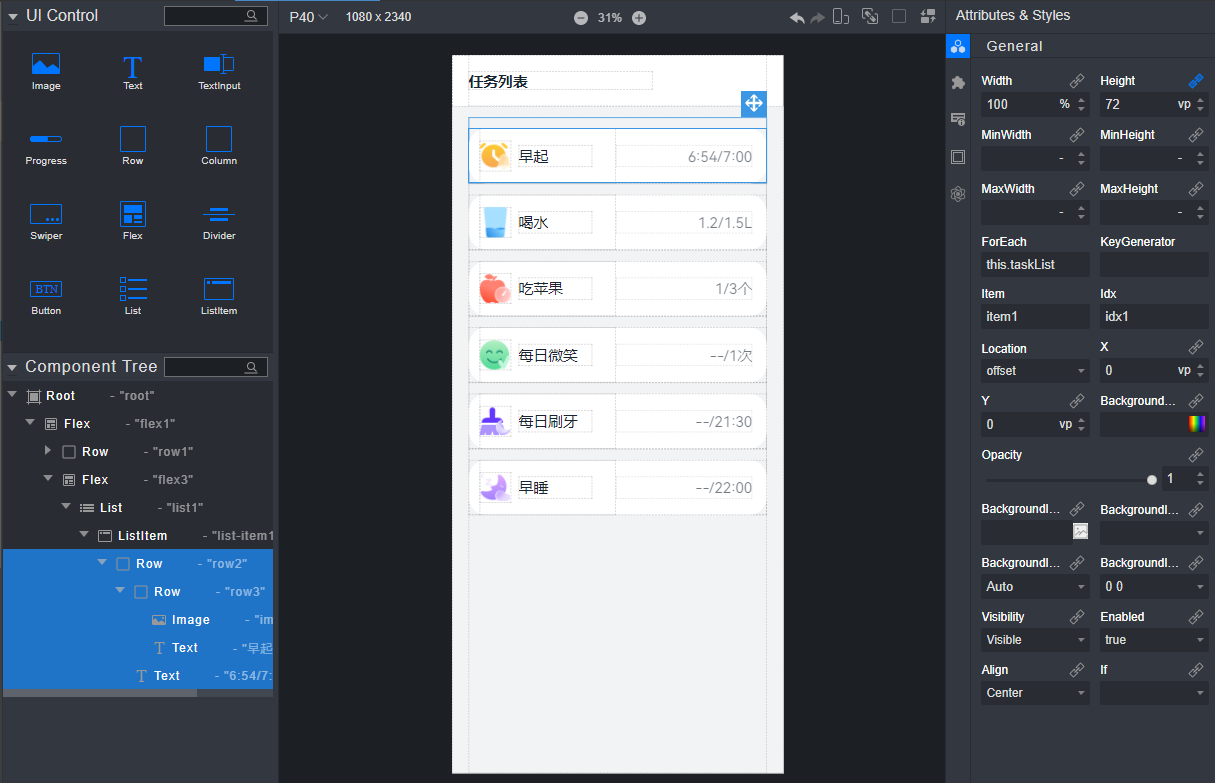 UI Control
Image
Text
TextInput
Progress
Row
Column
Swiper
Flex
Divider
BTN
Button
List
ListItem
Component Tree
Root - "root"
Flex - "flex1"
Row - "row1"
Flex - "flex3"
List - "list1"
ListItem - "list-item1
Row - "row2"
Row - "row3"
Image - "im
Text - "早起
Text - "6:54/7:
P40
1080 x 2340
31%
任务列表
早起 6:54/7:00
喝水 1.2/1.5L
吃苹果 1/3个
每日微笑 --/1次
每日刷牙 --/21:30
早睡 --/22:00
Attributes & Styles
General
Width Height
100 % 72 vp
MinWidth MinHeight
- -
MaxWidth MaxHeight
- -
ForEach KeyGenerator
this.taskList
Item Idx
item1 idx1
Location X
offset 0 vp
Y Background...
0 vp
Opacity
1
BackgroundI... BackgroundI...
BackgroundI... BackgroundI...
Auto 0 0
Visibility Enabled
Visible true
Align If
Center